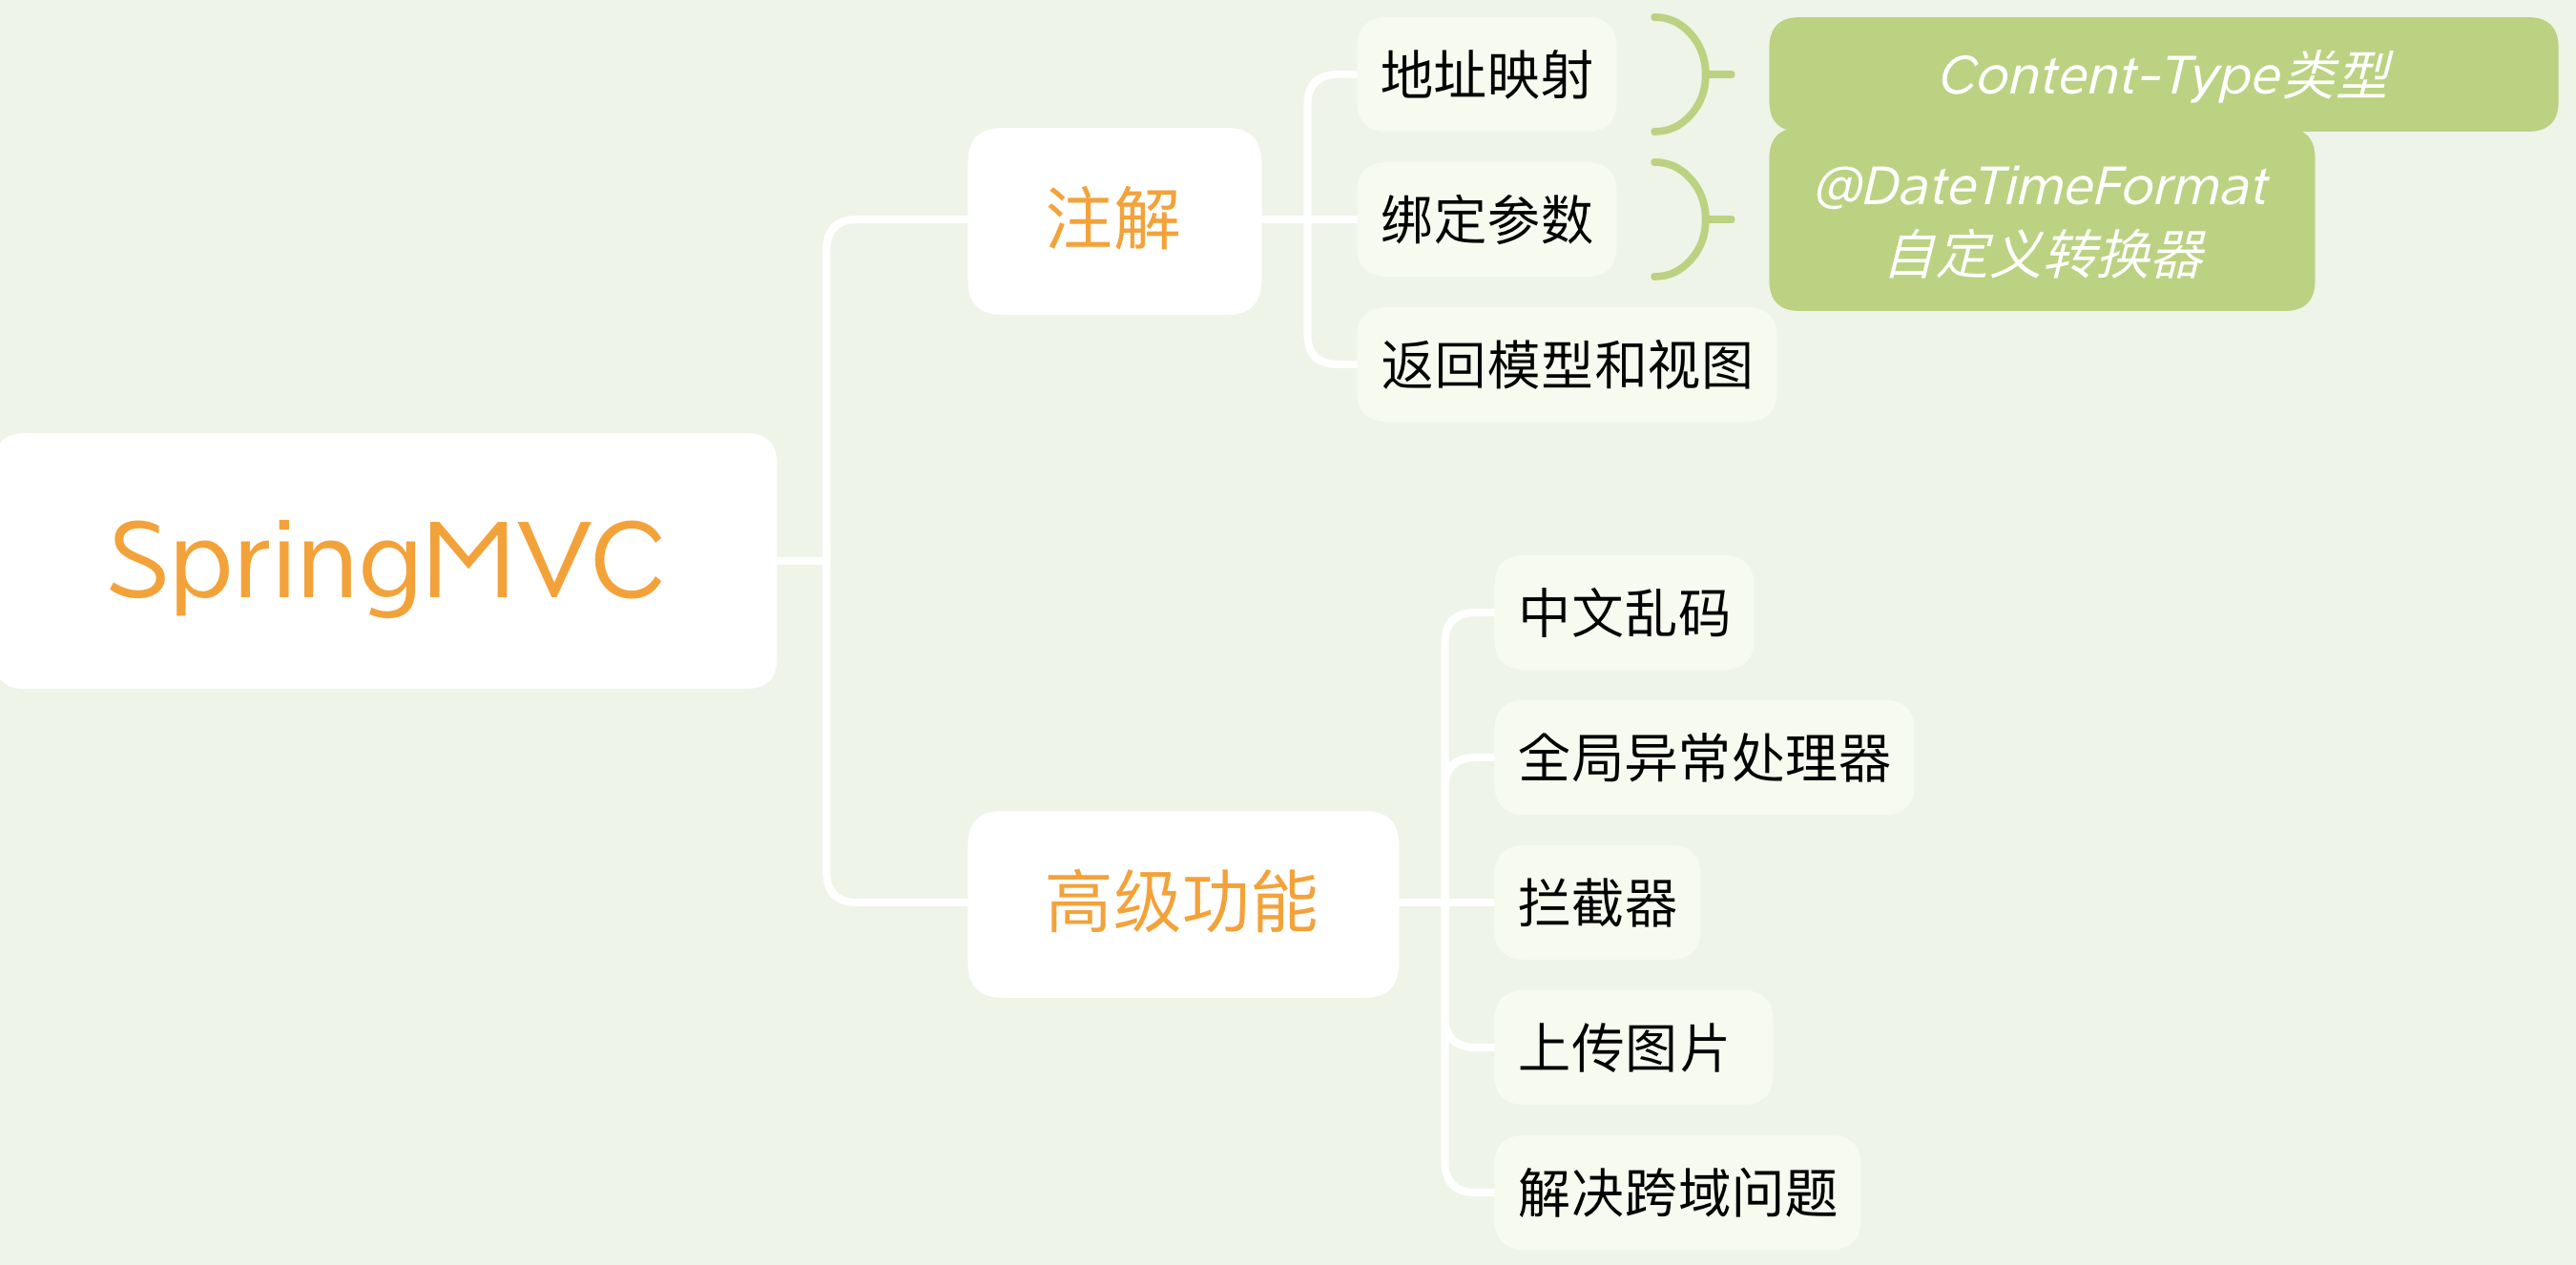 SpringMVC
注解
地址映射
Content-Type类型
绑定参数
@DateTimeFormat
自定义转换器
返回模型和视图
高级功能
中文乱码
全局异常处理器
拦截器
上传图片
解决跨域问题